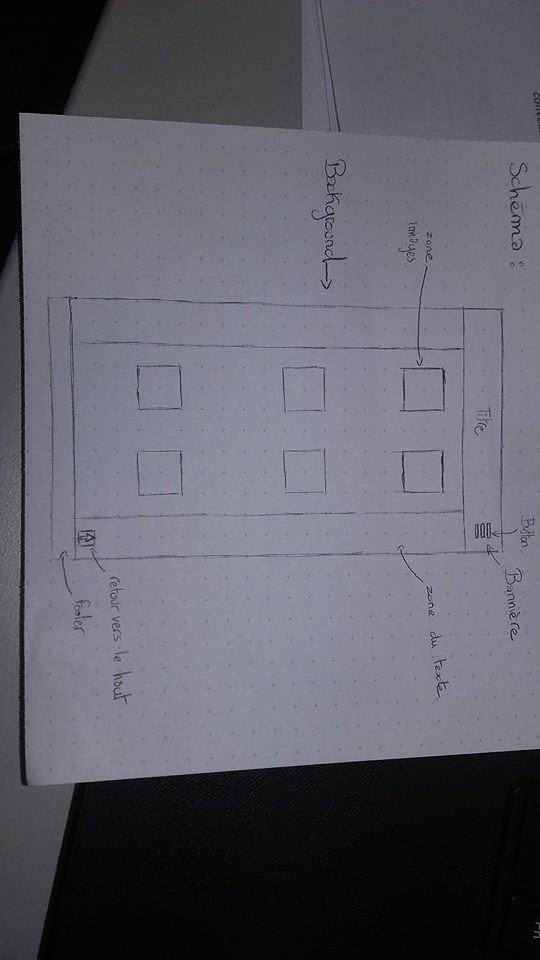 Schéma :
Button
Bannière
Titre
zone
images
zone du texte
Background
retour vers le haut
footer